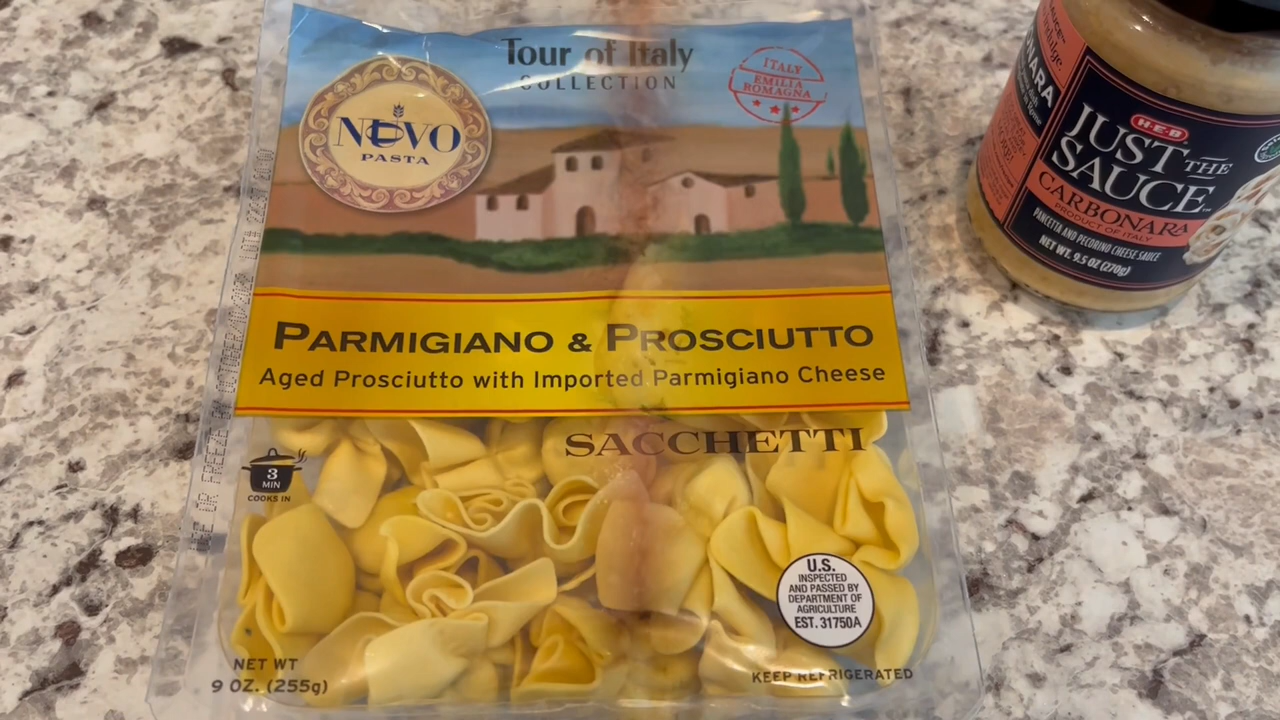 Tour of Italy
COLLECTION
ITALY
EMILIA
ROMAGNA
NUOVO
PASTA
PARMIGIANO & PROSCIUTTO
Aged Prosciutto with Imported Parmigiano Cheese
SACCHETTI
3
MIN
COOKS IN
U.S.
INSPECTED
AND PASSED BY
DEPARTMENT OF
AGRICULTURE
EST. 31750A
NET WT
9 OZ. (255g)
KEEP REFRIGERATED
H-E-B
JUST THE
SAUCE
CARBONARA
PRODUCT OF ITALY
PANCETTA AND PECORINO CHEESE SAUCE
NET WT. 9.5 OZ (270g)